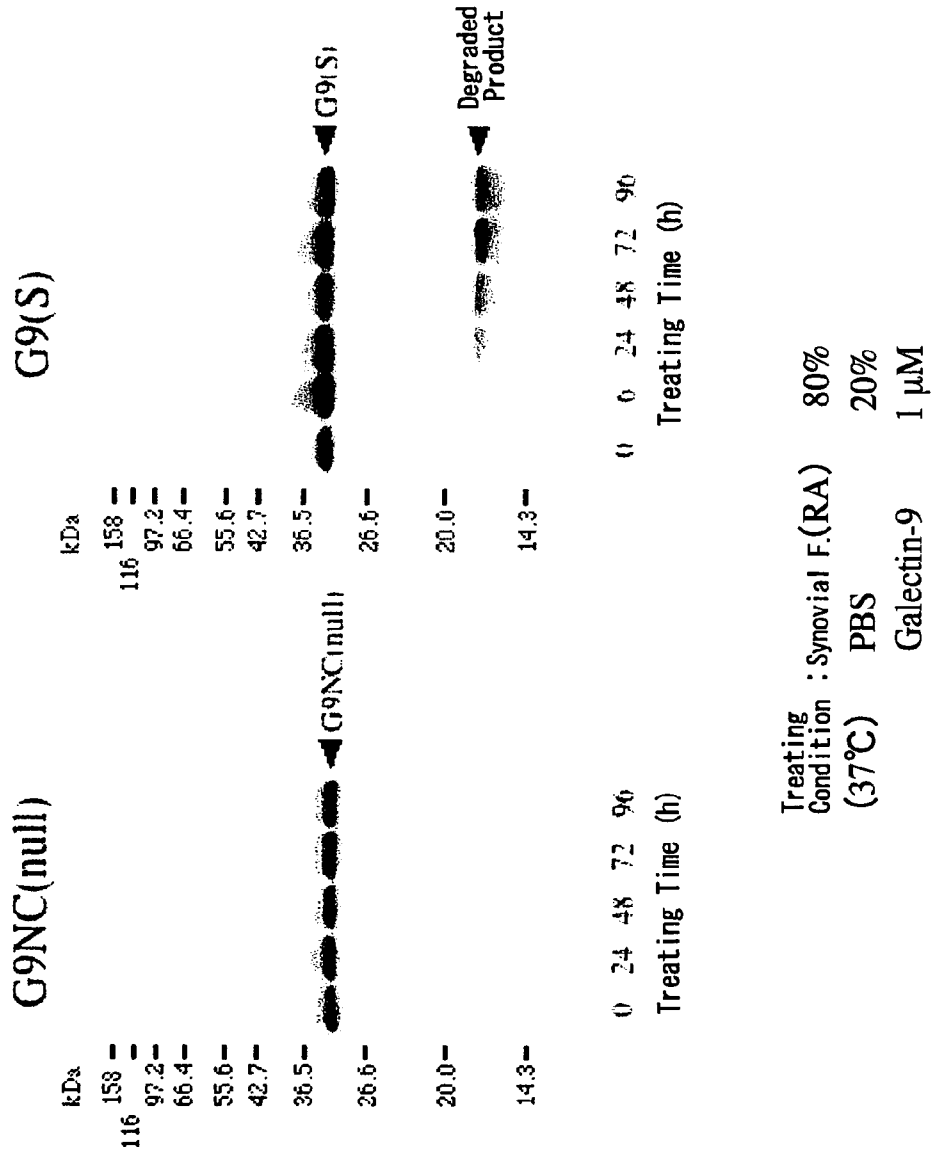 G9NC(null)
kDa
158
116
97.2
66.4
55.6
42.7
36.5
26.6
20.0
14.3
G9NC(null)
0 24 48 72 96
Treating Time (h)
G9(S)
kDa
158
116
97.2
66.4
55.6
42.7
36.5
26.6
20.0
14.3
G9(S)
Degraded
Product
0 0 24 48 72 96
Treating Time (h)
Treating
Condition : Synovial F.(RA) 80%
(37℃) PBS 20%
Galectin-9 1 µM